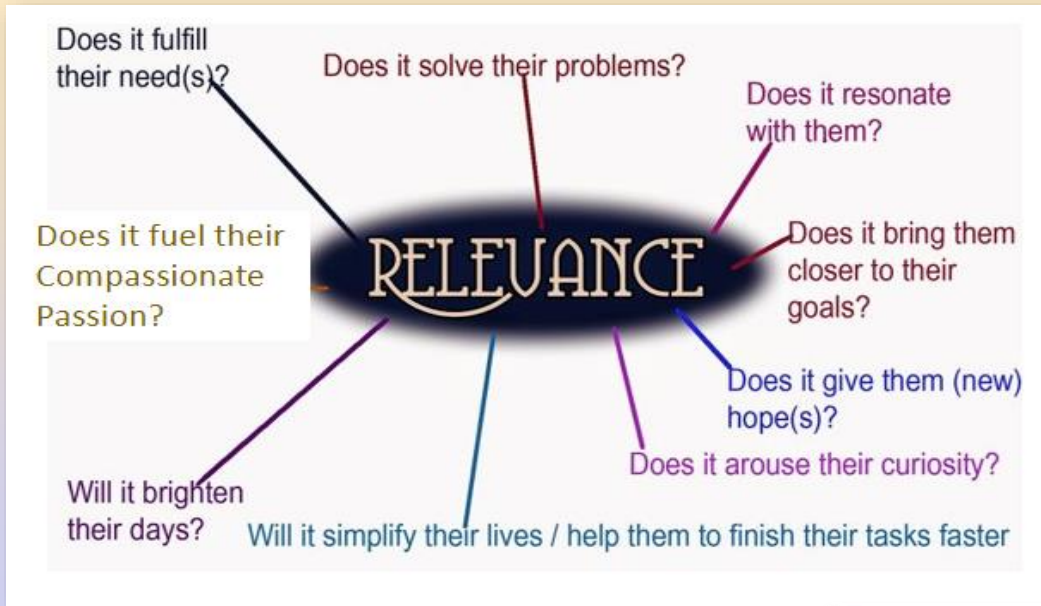 Does it fulfill
their need(s)?
Does it solve their problems?
Does it resonate
with them?
Does it fuel their
Compassionate
Passion?
RELEVANCE
Does it bring them
closer to their
goals?
Does it give them (new)
hope(s)?
Does it arouse their curiosity?
Will it brighten
their days?
Will it simplify their lives / help them to finish their tasks faster